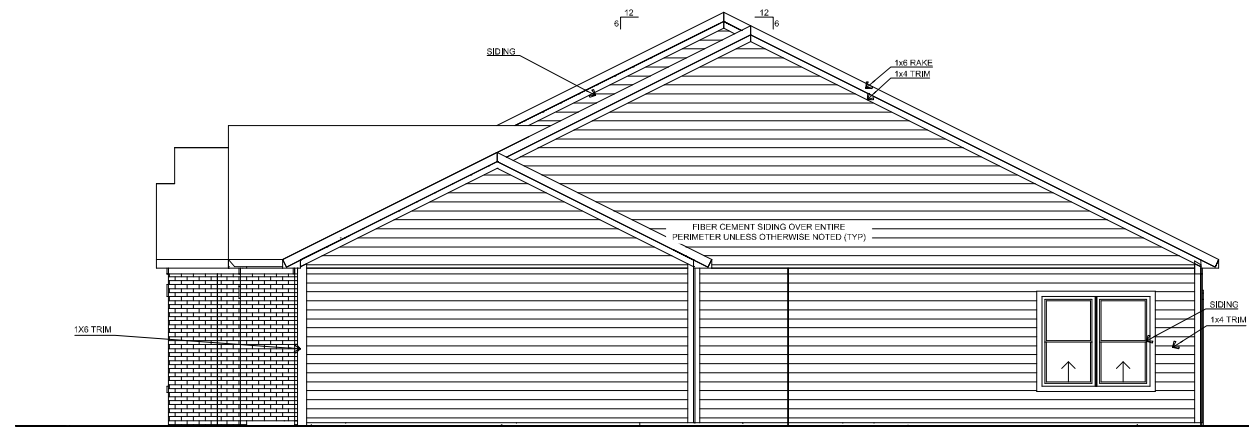 12
6
12
6
SIDING
1x6 RAKE
1x4 TRIM
FIBER CEMENT SIDING OVER ENTIRE
PERIMETER UNLESS OTHERWISE NOTED (TYP)
SIDING
1x4 TRIM
1X6 TRIM